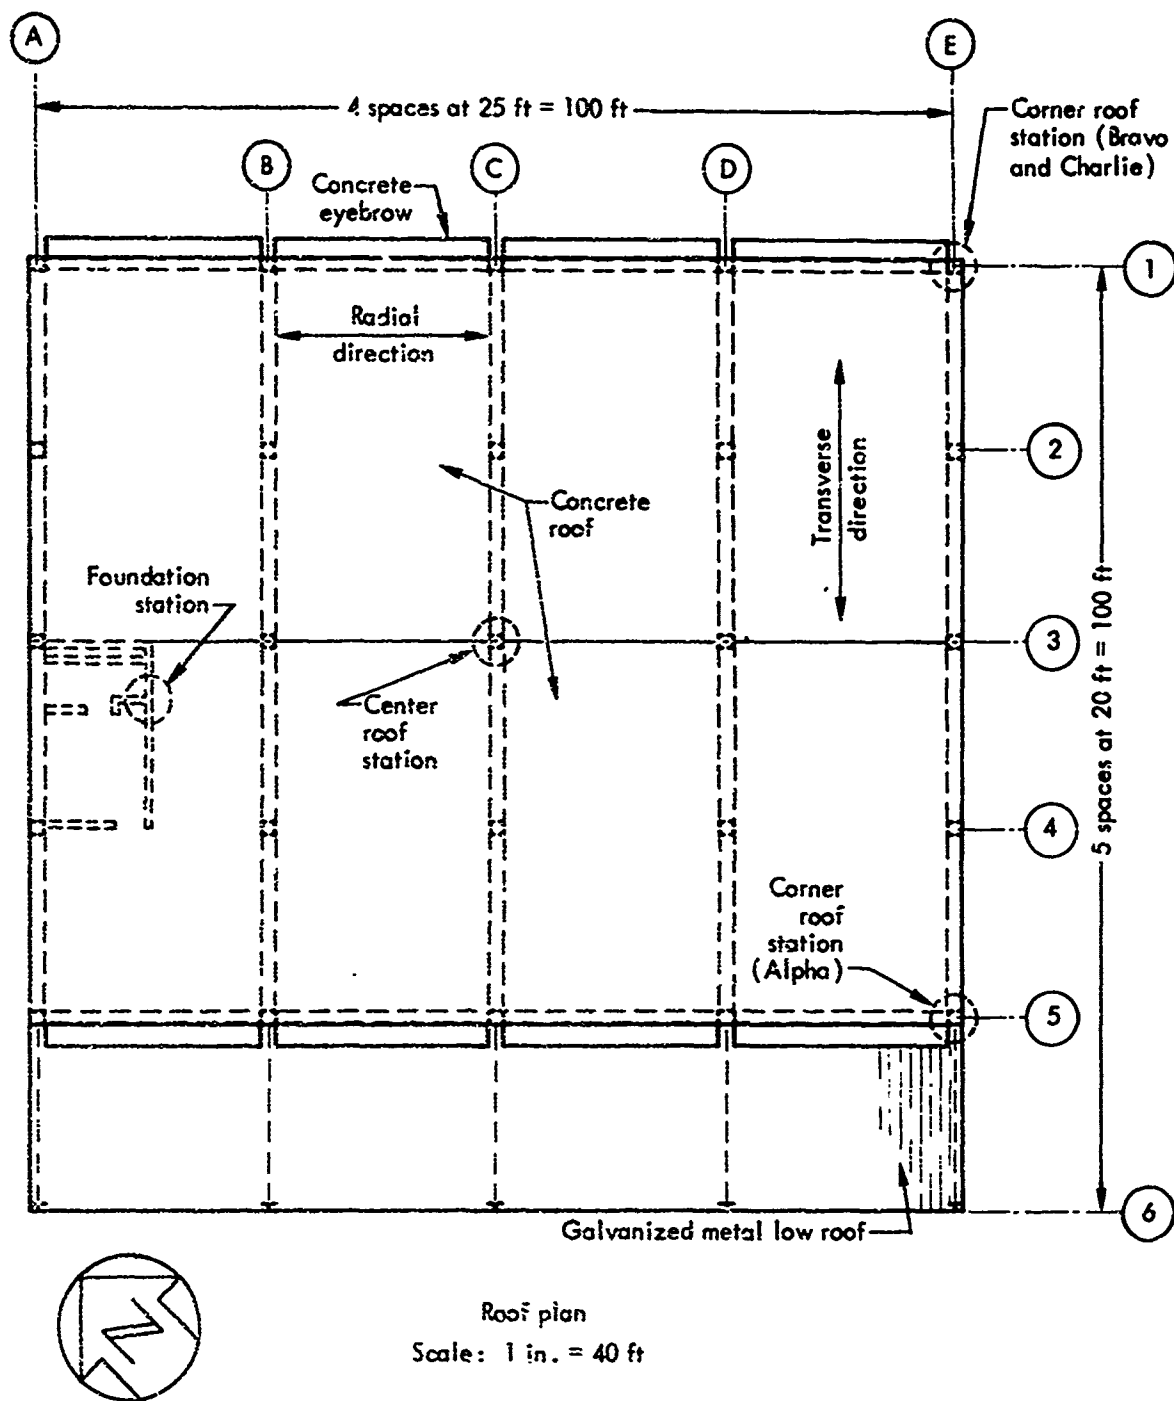 A
E
4 spaces at 25 ft = 100 ft
Corner roof
station (Bravo
and Charlie)
B
C
D
Concrete
eyebrow
1
Radial
direction
Transverse
direction
2
Concrete
roof
Foundation
station
3
Center
roof
station
5 spaces at 20 ft = 100 ft
4
Corner
roof
station
(Alpha)
5
6
Galvanized metal low roof
N
Roof plan
Scale: 1 in. = 40 ft